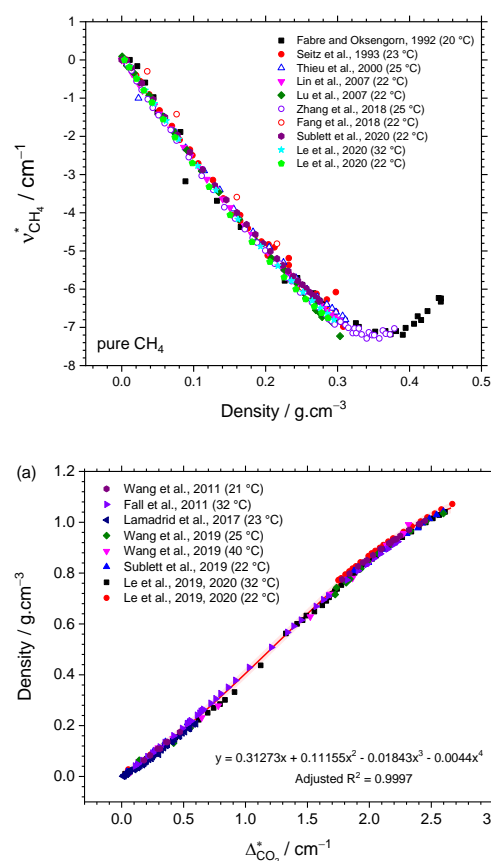 Fabre and Oksengorn, 1992 (20 °C)
Seitz et al., 1993 (23 °C)
Thieu et al., 2000 (25 °C)
Lin et al., 2007 (22 °C)
Lu et al., 2007 (22 °C)
Zhang et al., 2018 (25 °C)
Fang et al., 2018 (22 °C)
Sublett et al., 2020 (22 °C)
Le et al., 2020 (32 °C)
Le et al., 2020 (22 °C)
1
0
-1
-2
-3
-4
-5
-6
-7
-8
ν*CH4 / cm−1
pure CH4
0.0 0.1 0.2 0.3 0.4 0.5
Density / g.cm−3
(a)
Wang et al., 2011 (21 °C)
Fall et al., 2011 (32 °C)
Lamadrid et al., 2017 (23 °C)
Wang et al., 2019 (25 °C)
Wang et al., 2019 (40 °C)
Sublett et al., 2019 (22 °C)
Le et al., 2019, 2020 (32 °C)
Le et al., 2019, 2020 (22 °C)
1.2
1.0
0.8
0.6
0.4
0.2
0.0
Density / g.cm−3
y = 0.31273x + 0.11155x2 - 0.01843x3 - 0.0044x4
Adjusted R2 = 0.9997
0.0 0.5 1.0 1.5 2.0 2.5 3.0
Δ*CO2 / cm−1